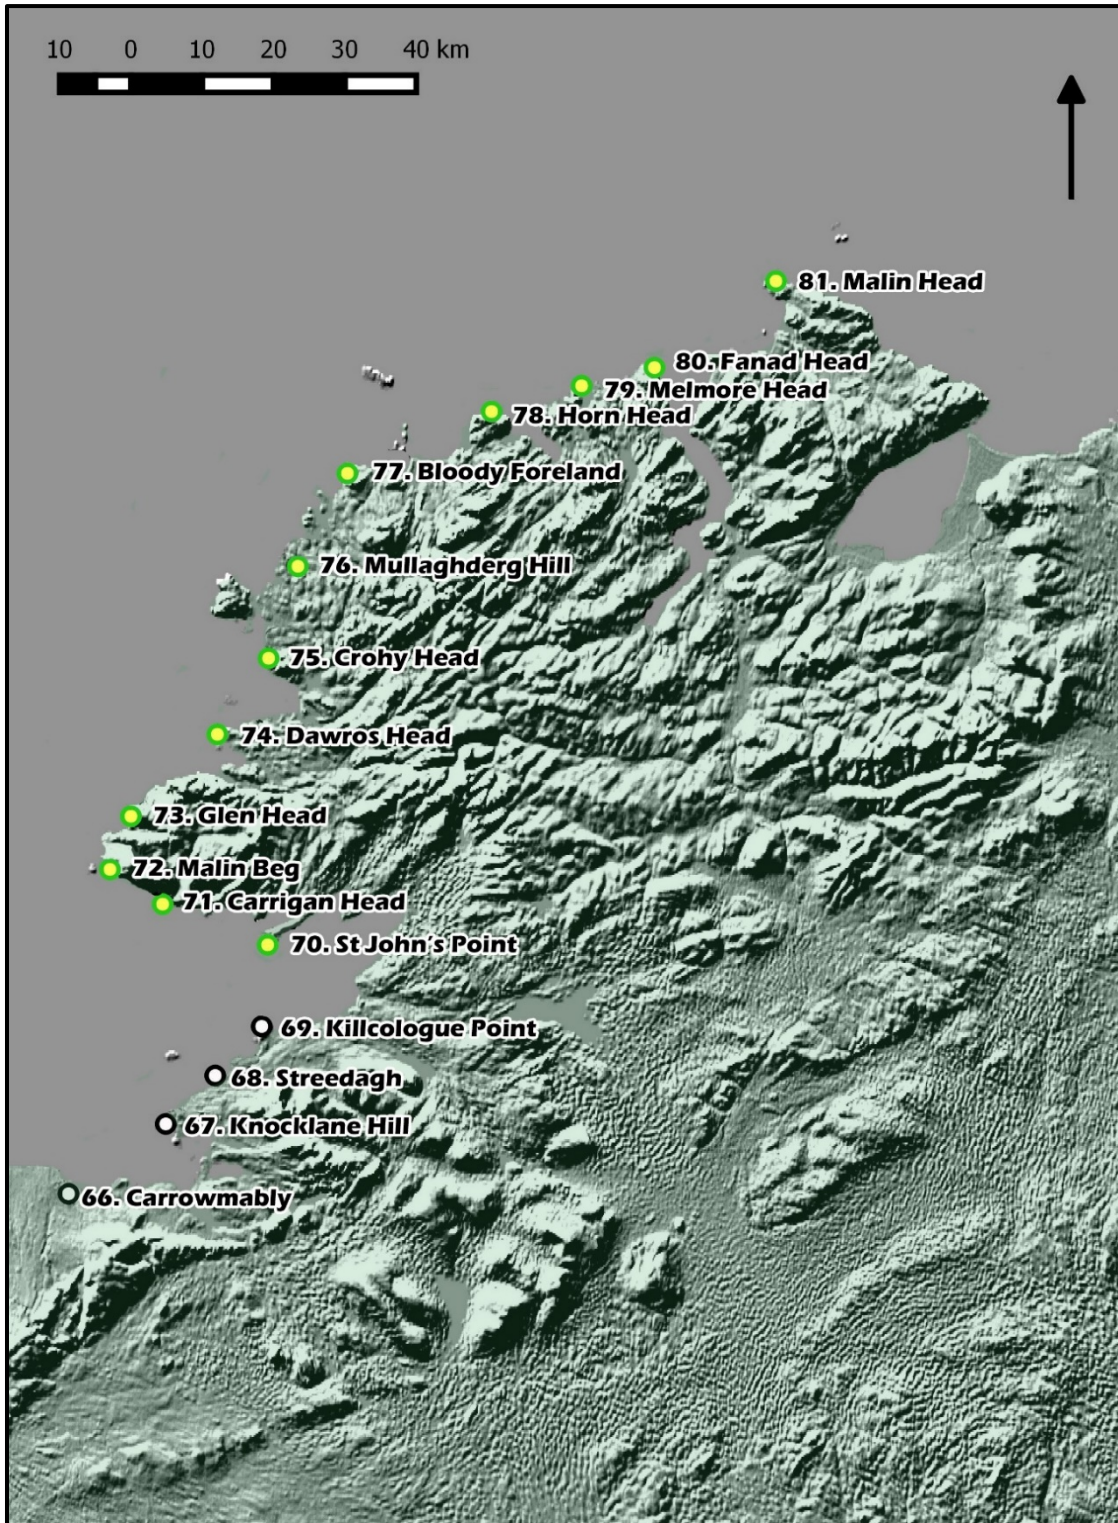 10 0 10 20 30 40 km
81. Malin Head
80. Fanad Head
79. Melmore Head
78. Horn Head
77. Bloody Foreland
76. Mullaghderg Hill
75. Crohy Head
74. Dawros Head
73. Glen Head
72. Malin Beg
71. Carrigan Head
70. St John's Point
69. Killcologue Point
68. Streedagh
67. Knocklane Hill
66. Carrowmably